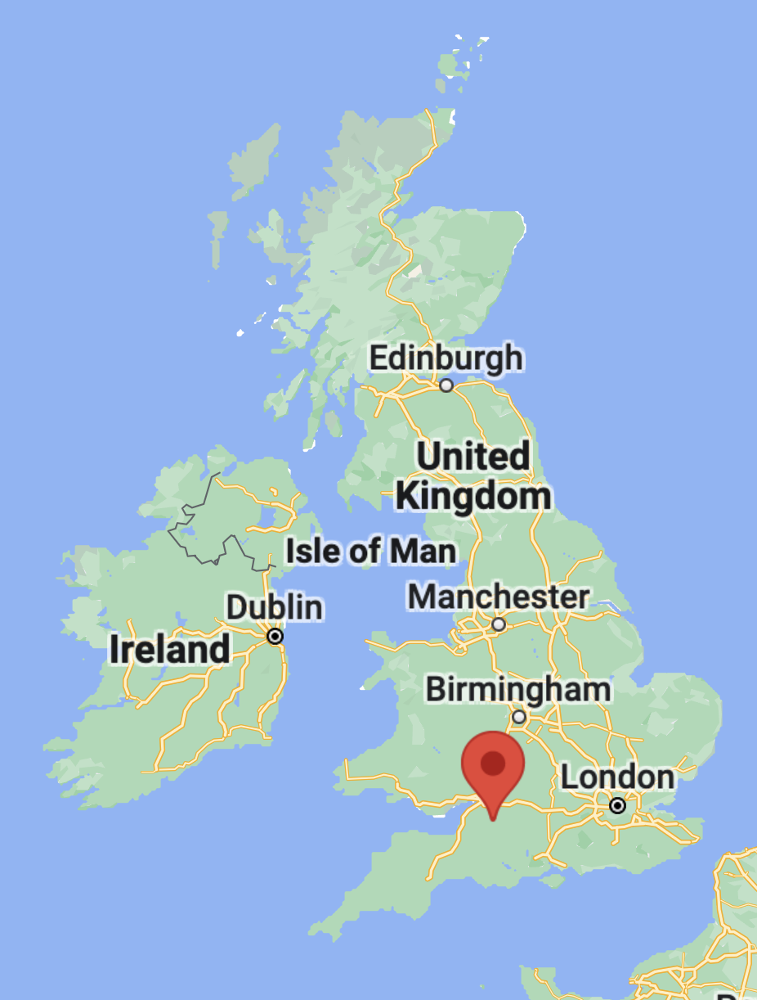 Edinburgh
United
Kingdom
Isle of Man
Manchester
Dublin
Ireland
Birmingham
London